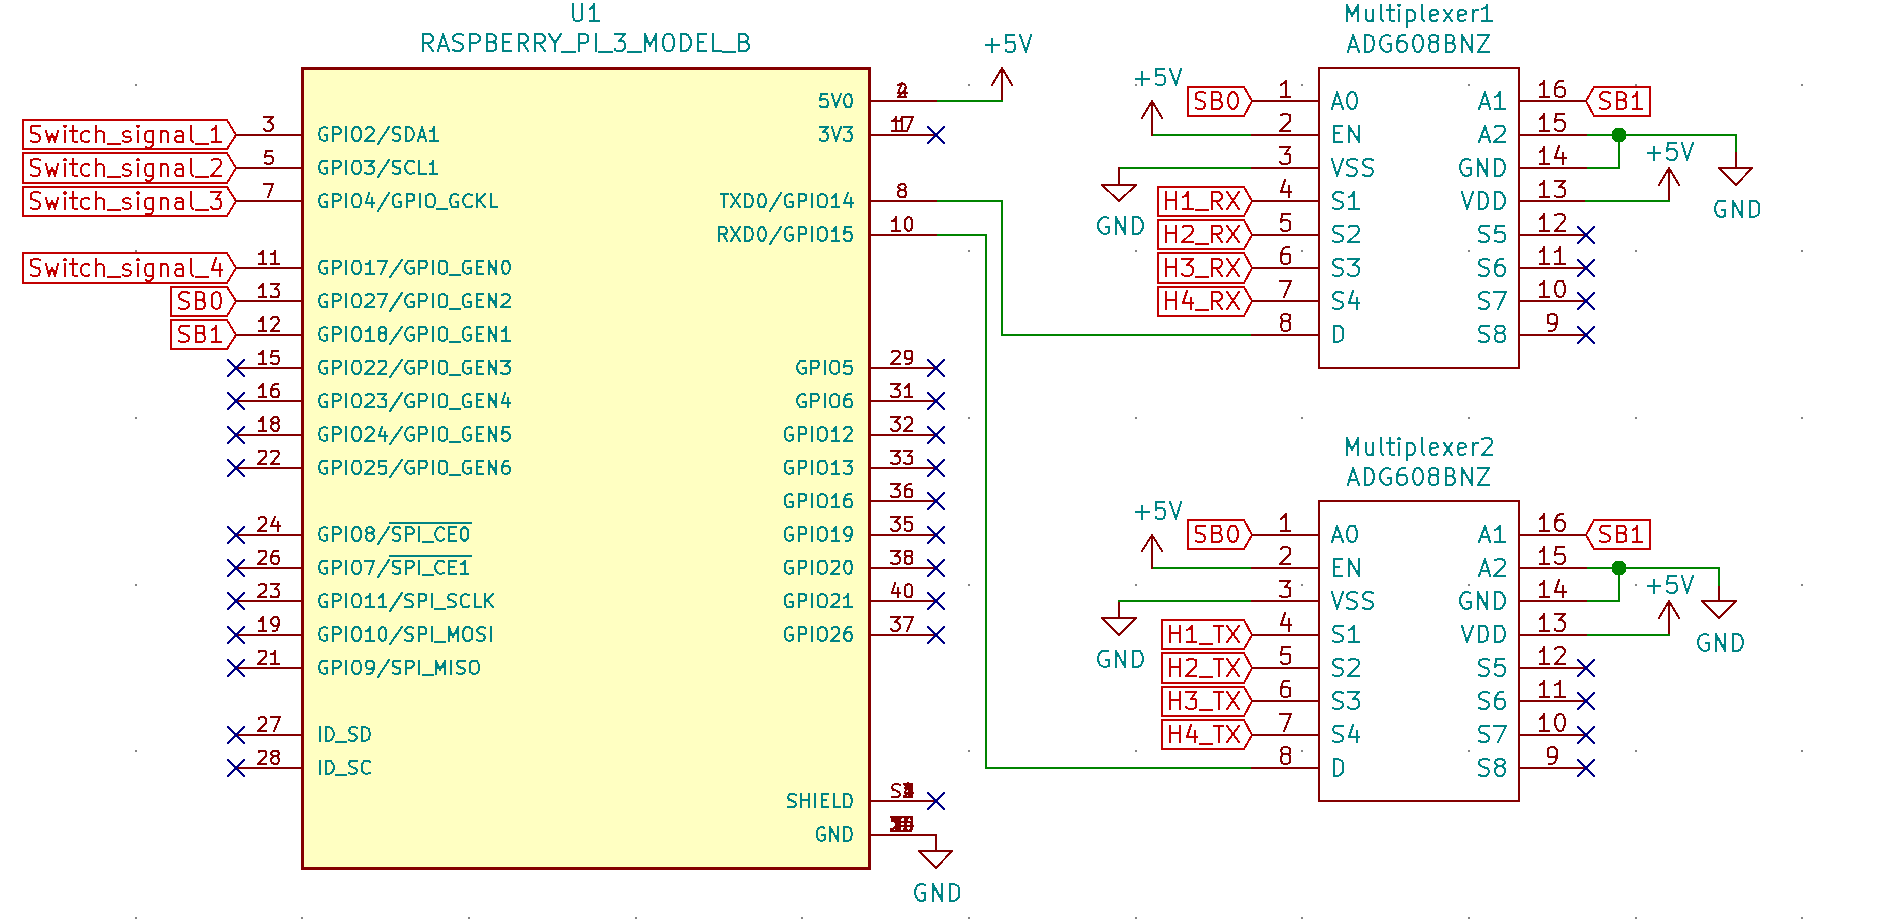 U1
RASPBERRY_PI_3_MODEL_B
5V0
3V3 17
Switch_signal_1 3 GPIO2/SDA1
Switch_signal_2 5 GPIO3/SCL1
Switch_signal_3 7 GPIO4/GPIO_GCKL
TXD0/GPIO14 8
RXD0/GPIO15 10
Switch_signal_4 11 GPIO17/GPIO_GEN0
SB0 13 GPIO27/GPIO_GEN2
SB1 12 GPIO18/GPIO_GEN1
15 GPIO22/GPIO_GEN3
16 GPIO23/GPIO_GEN4
18 GPIO24/GPIO_GEN5
22 GPIO25/GPIO_GEN6
24 GPIO8/SPI_CE0
26 GPIO7/SPI_CE1
23 GPIO11/SPI_SCLK
19 GPIO10/SPI_MOSI
21 GPIO9/SPI_MISO
27 ID_SD
28 ID_SC
GPIO5 29
GPIO6 31
GPIO12 32
GPIO13 33
GPIO16 36
GPIO19 35
GPIO20 38
GPIO21 40
GPIO26 37
SHIELD
GND
GND
+5V
Multiplexer1
ADG608BNZ
+5V
SB0 1 A0 A1 16 SB1
2 EN A2 15
3 VSS GND 14
+5V
H1_RX 4 S1 VDD 13
GND
GND
H2_RX 5 S2 S5 12
H3_RX 6 S3 S6 11
H4_RX 7 S4 S7 10
8 D S8 9
Multiplexer2
ADG608BNZ
+5V
SB0 1 A0 A1 16 SB1
2 EN A2 15
+5V
3 VSS GND 14
H1_TX 4 S1 VDD 13
GND
GND
H2_TX 5 S2 S5 12
H3_TX 6 S3 S6 11
H4_TX 7 S4 S7 10
8 D S8 9